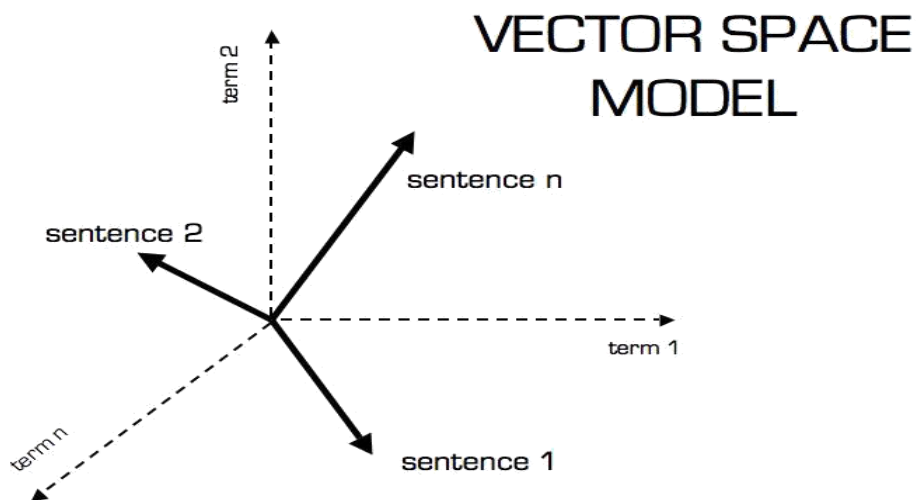 VECTOR SPACE
MODEL
term 2
sentence n
sentence 2
term 1
term n
sentence 1